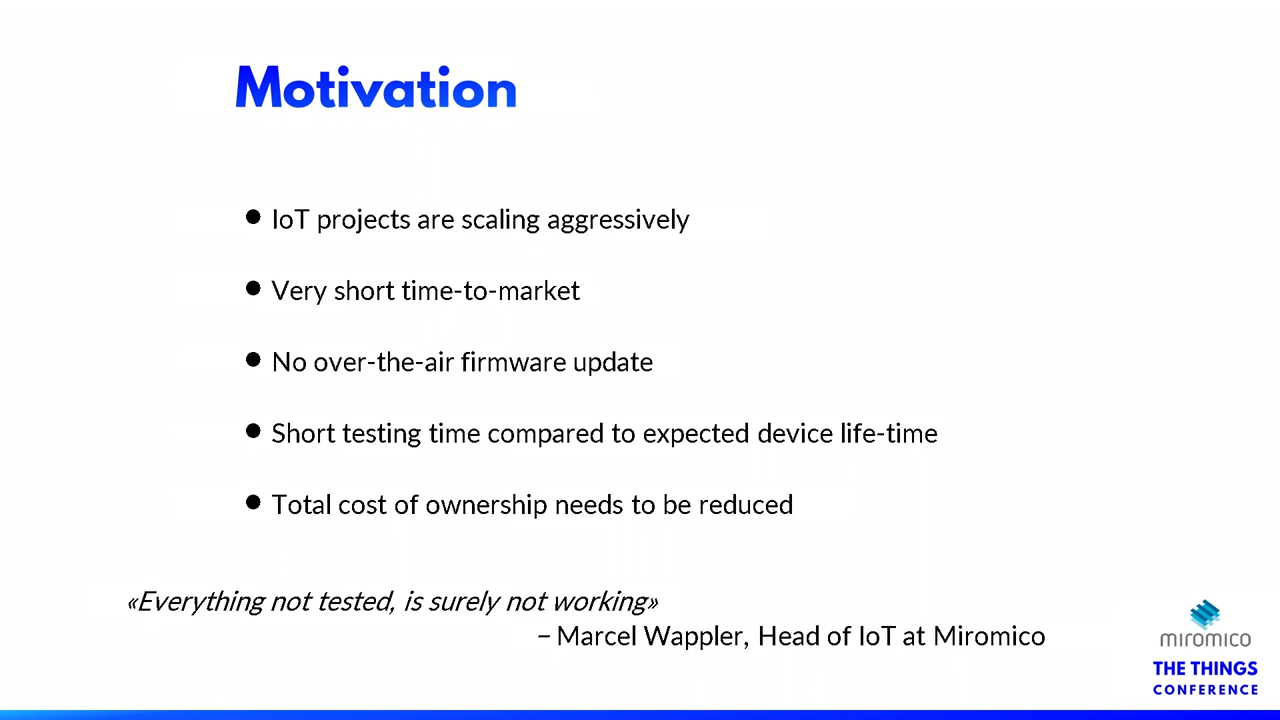 Motivation
● IoT projects are scaling aggressively
● Very short time-to-market
● No over-the-air firmware update
● Short testing time compared to expected device life-time
● Total cost of ownership needs to be reduced
«Everything not tested, is surely not working»
– Marcel Wappler, Head of IoT at Miromico
miromico
THE THINGS
CONFERENCE